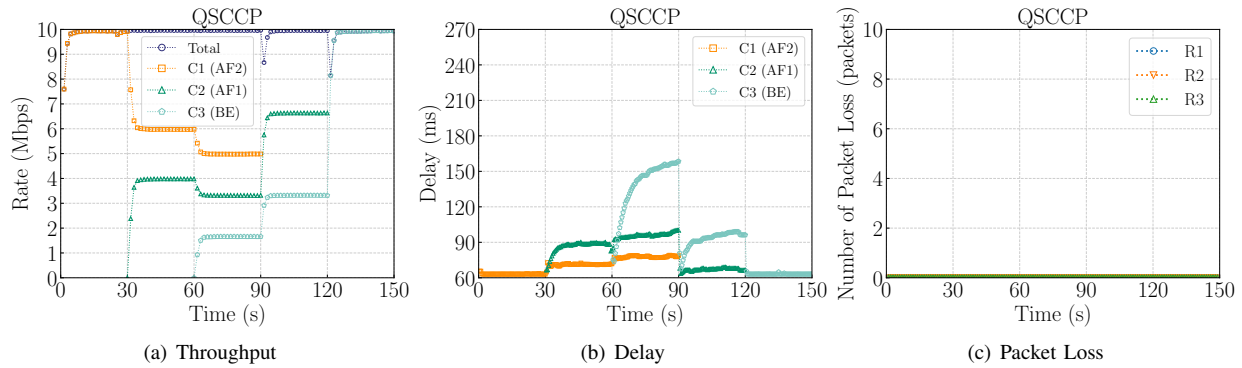 QSCCP
Rate (Mbps)
10
9
8
7
6
5
4
3
2
1
0
Total
C1 (AF2)
C2 (AF1)
C3 (BE)
0 30 60 90 120 150
Time (s)
(a) Throughput
QSCCP
Delay (ms)
270
240
210
180
150
120
90
60
C1 (AF2)
C2 (AF1)
C3 (BE)
0 30 60 90 120 150
Time (s)
(b) Delay
QSCCP
Number of Packet Loss (packets)
10
8
6
4
2
0
R1
R2
R3
0 30 60 90 120 150
Time (s)
(c) Packet Loss